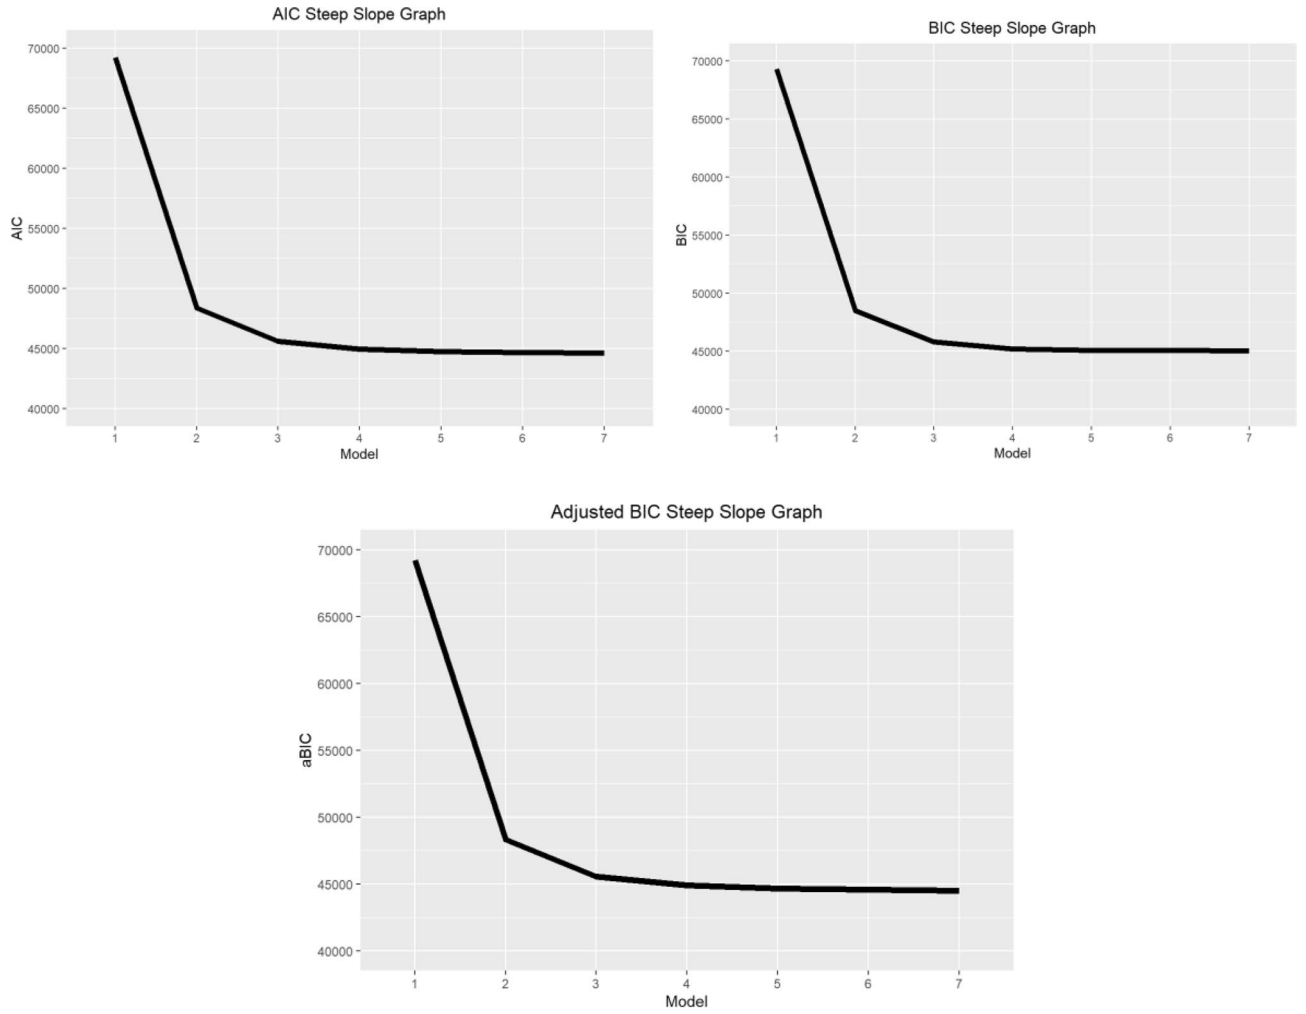 AIC Steep Slope Graph
70000
65000
60000
55000
50000
45000
40000
AIC
1 2 3 4 5 6 7
Model
BIC Steep Slope Graph
70000
65000
60000
55000
50000
45000
40000
BIC
1 2 3 4 5 6 7
Model
Adjusted BIC Steep Slope Graph
70000
65000
60000
55000
50000
45000
40000
aBIC
1 2 3 4 5 6 7
Model